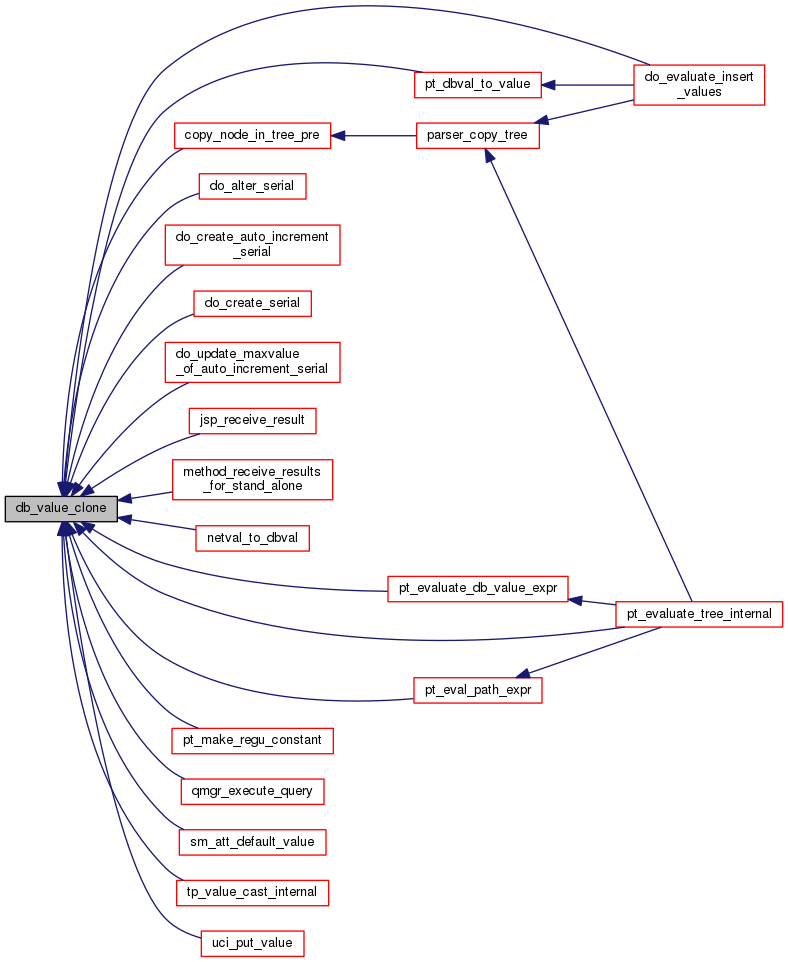 do_evaluate_insert
_values
pt_dbval_to_value
copy_node_in_tree_pre
parser_copy_tree
do_alter_serial
do_create_auto_increment
_serial
do_create_serial
do_update_maxvalue
_of_auto_increment_serial
jsp_receive_result
method_receive_results
_for_stand_alone
db_value_clone
netval_to_dbval
pt_evaluate_db_value_expr
pt_evaluate_tree_internal
pt_eval_path_expr
pt_make_regu_constant
qmgr_execute_query
sm_att_default_value
tp_value_cast_internal
uci_put_value